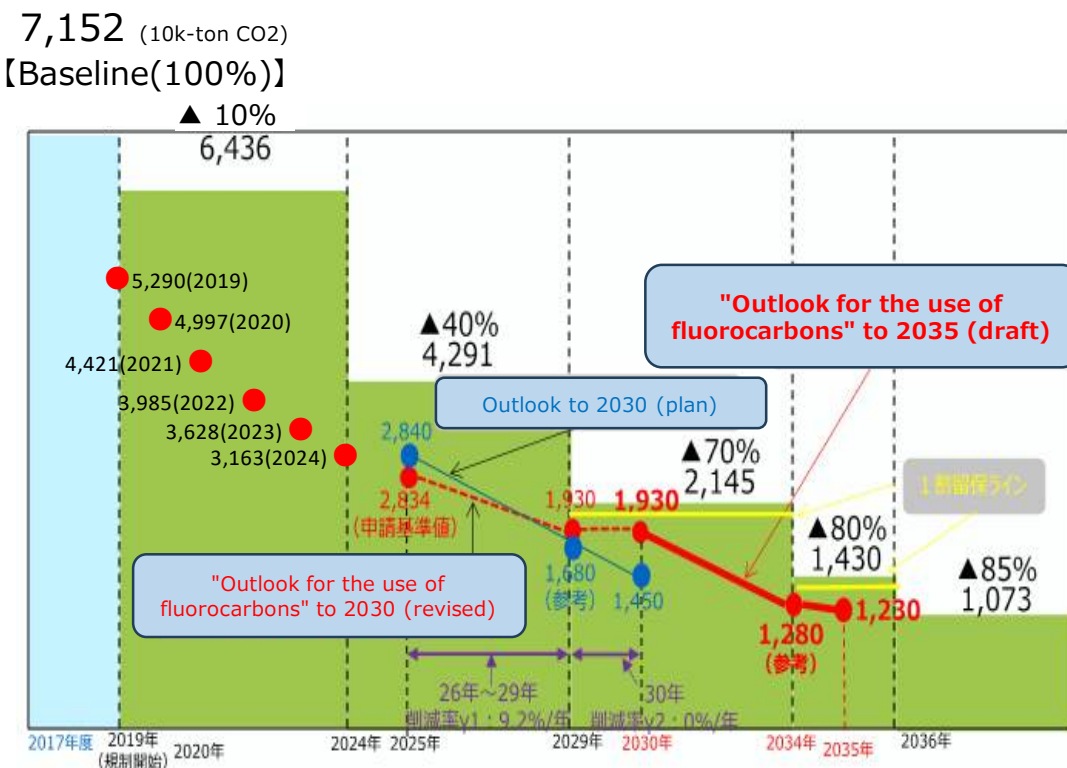 7,152 (10k-ton CO2)
【Baseline(100%)】
▲ 10%
6,436
5,290(2019)
4,997(2020)
4,421(2021)
3,985(2022)
3,628(2023)
3,163(2024)
▲40%
4,291
"Outlook for the use of
fluorocarbons" to 2035 (draft)
Outlook to 2030 (plan)
2,840
2,834
(申請基準値)
1,930
1,930
▲70%
2,145
1割留保ライン
▲80%
1,430
▲85%
1,073
"Outlook for the use of
fluorocarbons" to 2030 (revised)
1,680
(参考)
1,450
1,280
(参考)
1,230
26年～29年
削減率y1：9.2%/年
30年
削減率y2：0%/年
2017年度
2019年
(規制開始)
2020年
2024年
2025年
2029年
2030年
2034年
2035年
2036年